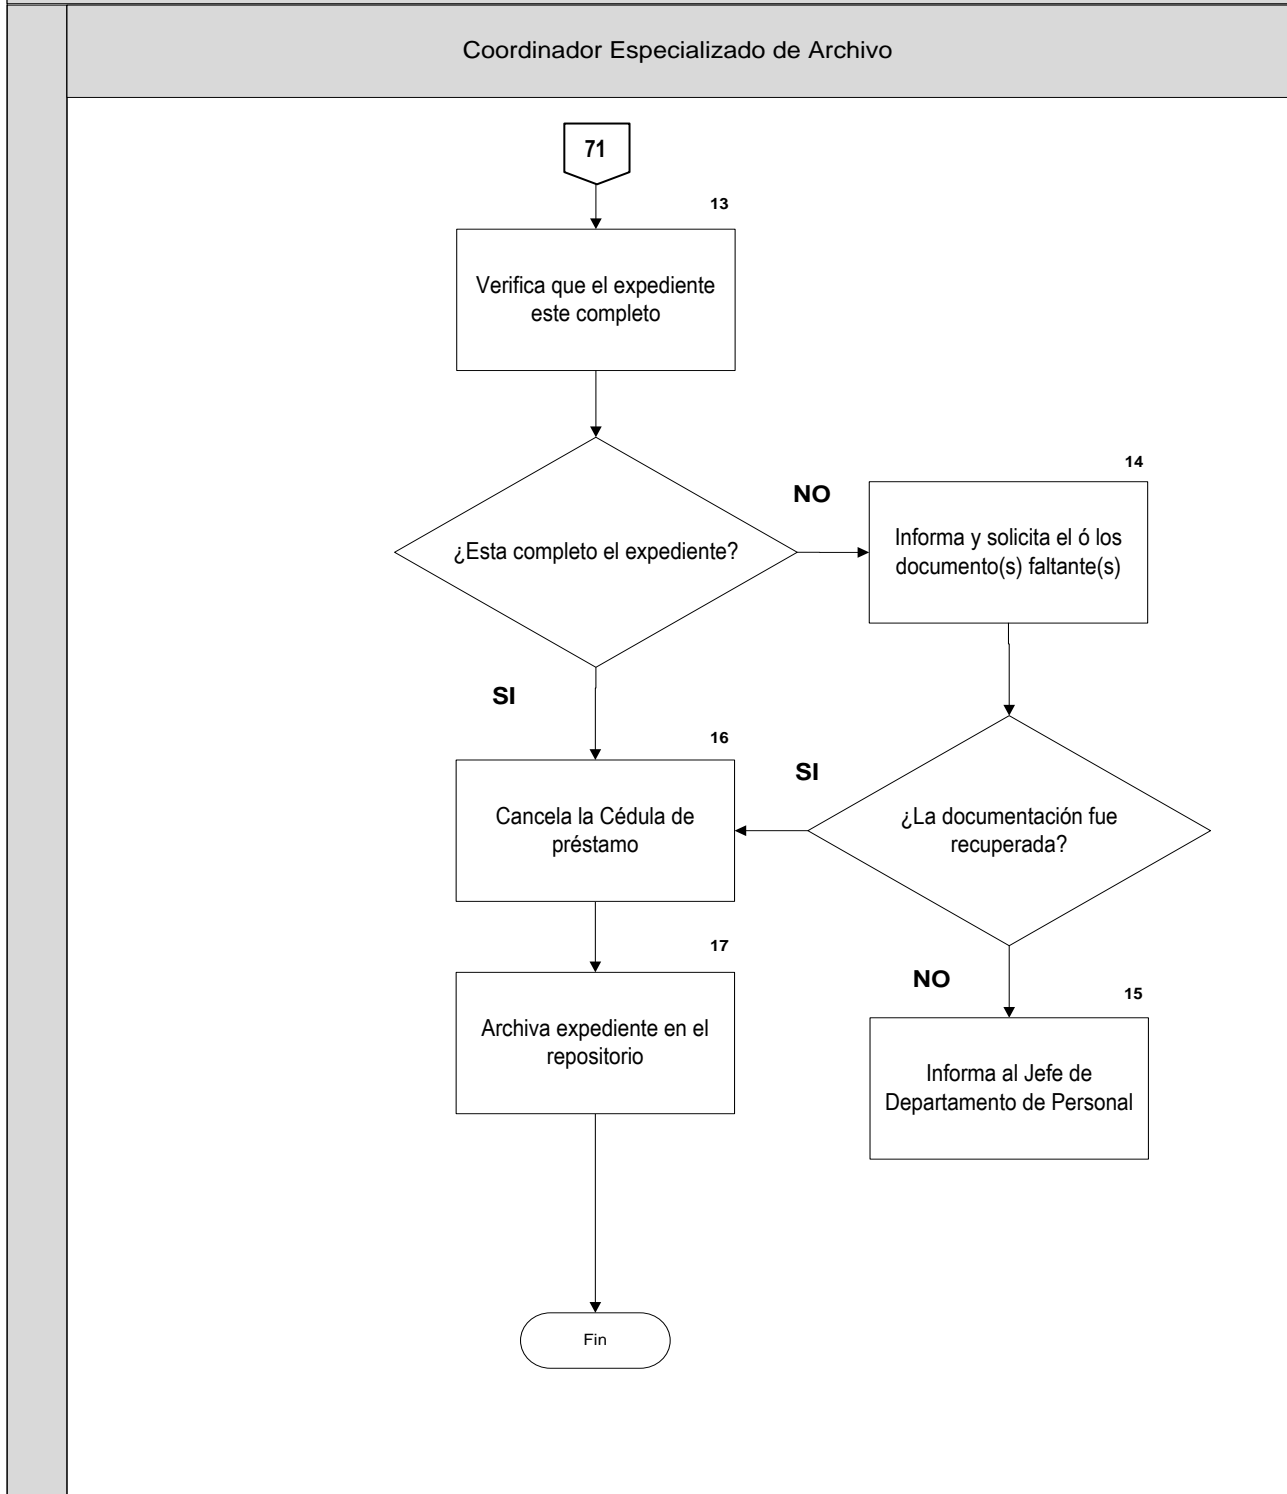 Coordinador Especializado de Archivo
71
13
Verifica que el expediente
este completo
¿Esta completo el expediente?
NO
14
Informa y solicita el ó los
documento(s) faltante(s)
SI
16
Cancela la Cédula de
préstamo
SI
¿La documentación fue
recuperada?
17
Archiva expediente en el
repositorio
NO
15
Informa al Jefe de
Departamento de Personal
Fin